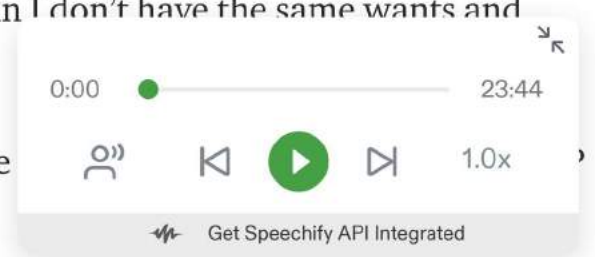 n I don't have the same wants and
0:00 23:44
e 1.0x ?
Get Speechify API Integrated